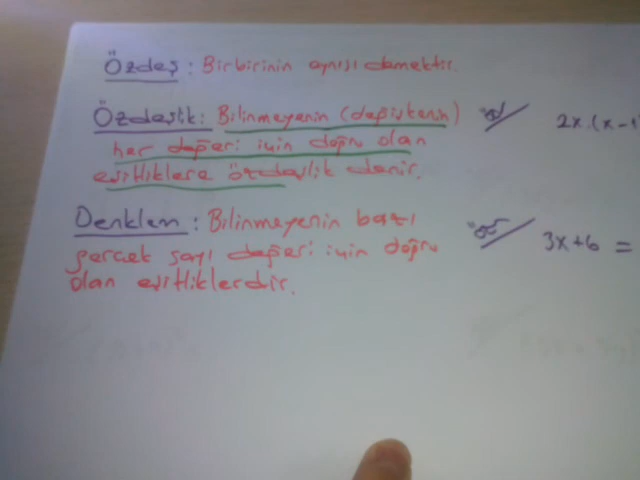 Özdeş : Birbirinin aynısı demektir.
Özdeşlik: Bilinmeyenin (değişkenin)
her değeri için doğru olan
eşitliklere özdeşlik denir.
2x.(x-1
Denklem : Bilinmeyenin bazı
gerçek sayı değeri için doğru
olan eşitliklerdir.
3x+6 =